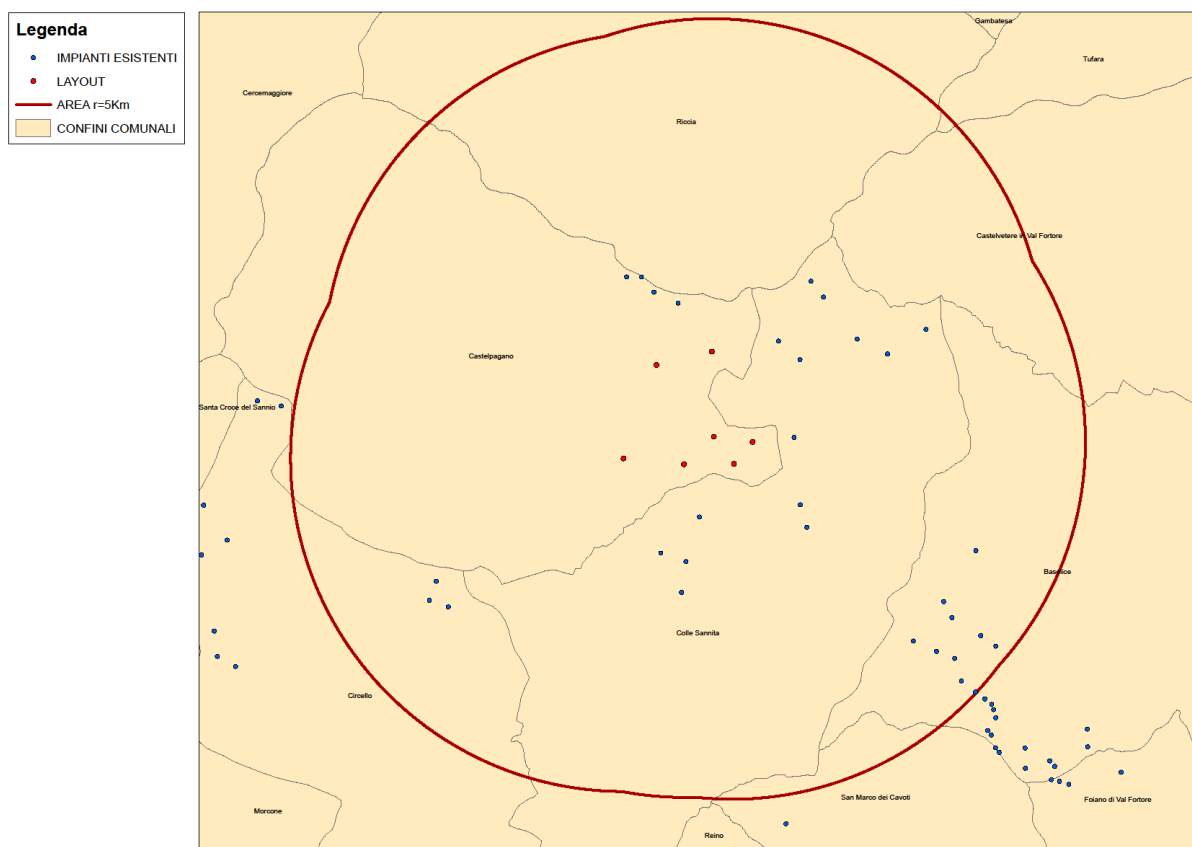 Legenda
IMPIANTI ESISTENTI
LAYOUT
AREA r=5Km
CONFINI COMUNALI
Gambatesa
Tufara
Cercemaggiore
Riccia
Castelvetere in Val Fortore
Castelpagano
Santa Croce del Sannio
Baselice
Colle Sannita
Circello
San Marco dei Cavoti
Foiano di Val Fortore
Morcone
Reino